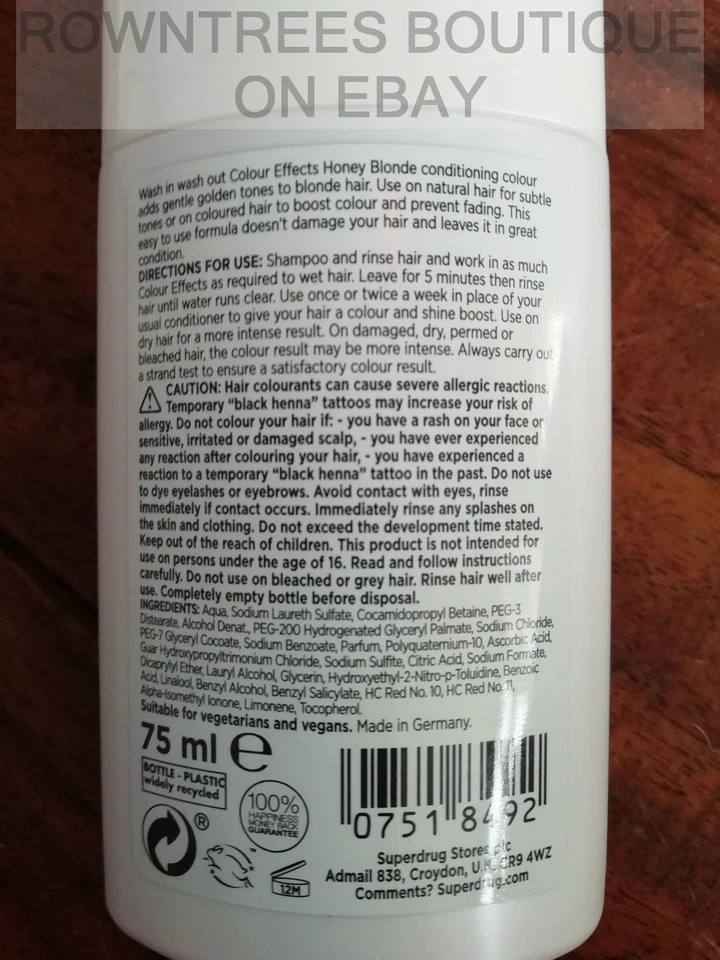 ROWNTREES BOUTIQUE
ON EBAY
Wash in wash out Colour Effects Honey Blonde conditioning colour
adds gentle golden tones to blonde hair. Use on natural hair for subtle
tones or on coloured hair to boost colour and prevent fading. This
easy to use formula doesn't damage your hair and leaves it in great
condition.
DIRECTIONS FOR USE: Shampoo and rinse hair and work in as much
Colour Effects as required to wet hair. Leave for 5 minutes then rinse
hair until water runs clear. Use once or twice a week in place of your
usual conditioner to give your hair a colour and shine boost. Use on
dry hair for a more intense result. On damaged, dry, permed or
bleached hair, the colour result may be more intense. Always carry out
a strand test to ensure a satisfactory colour result.
CAUTION: Hair colourants can cause severe allergic reactions.
Temporary "black henna" tattoos may increase your risk of
allergy. Do not colour your hair if: - you have a rash on your face or
sensitive, irritated or damaged scalp, - you have ever experienced
any reaction after colouring your hair, - you have experienced a
reaction to a temporary "black henna" tattoo in the past. Do not use
to dye eyelashes or eyebrows. Avoid contact with eyes, rinse
immediately if contact occurs. Immediately rinse any splashes on
the skin and clothing. Do not exceed the development time stated.
Keep out of the reach of children. This product is not intended for
use on persons under the age of 16. Read and follow instructions
carefully. Do not use on bleached or grey hair. Rinse hair well after
use. Completely empty bottle before disposal.
INGREDIENTS: Aqua, Sodium Laureth Sulfate, Cocamidopropyl Betaine, PEG-3
Distearate, Alcohol Denat., PEG-200 Hydrogenated Glyceryl Palmate, Sodium Chloride,
PEG-7 Glyceryl Cocoate, Sodium Benzoate, Parfum, Polyquaternium-10, Ascorbic Acid,
Guar Hydroxypropyltrimonium Chloride, Sodium Sulfite, Citric Acid, Sodium Formate,
Dicaprylyl Ether, Lauryl Alcohol, Glycerin, Hydroxyethyl-2-Nitro-p-Toluidine, Benzoic
Acid, Linalool, Benzyl Alcohol, Benzyl Salicylate, HC Red No. 10, HC Red No. 11,
Alpha-Isomethyl Ionone, Limonene, Tocopherol.
Suitable for vegetarians and vegans. Made in Germany.
75 ml e
BOTTLE - PLASTIC
widely recycled
100%
HAPPINESS
MONEY BACK
GUARANTEE
®
12M
0751 8492
Superdrug Stores plc
Admail 838, Croydon, U.K. CR9 4WZ
Comments? Superdrug.com